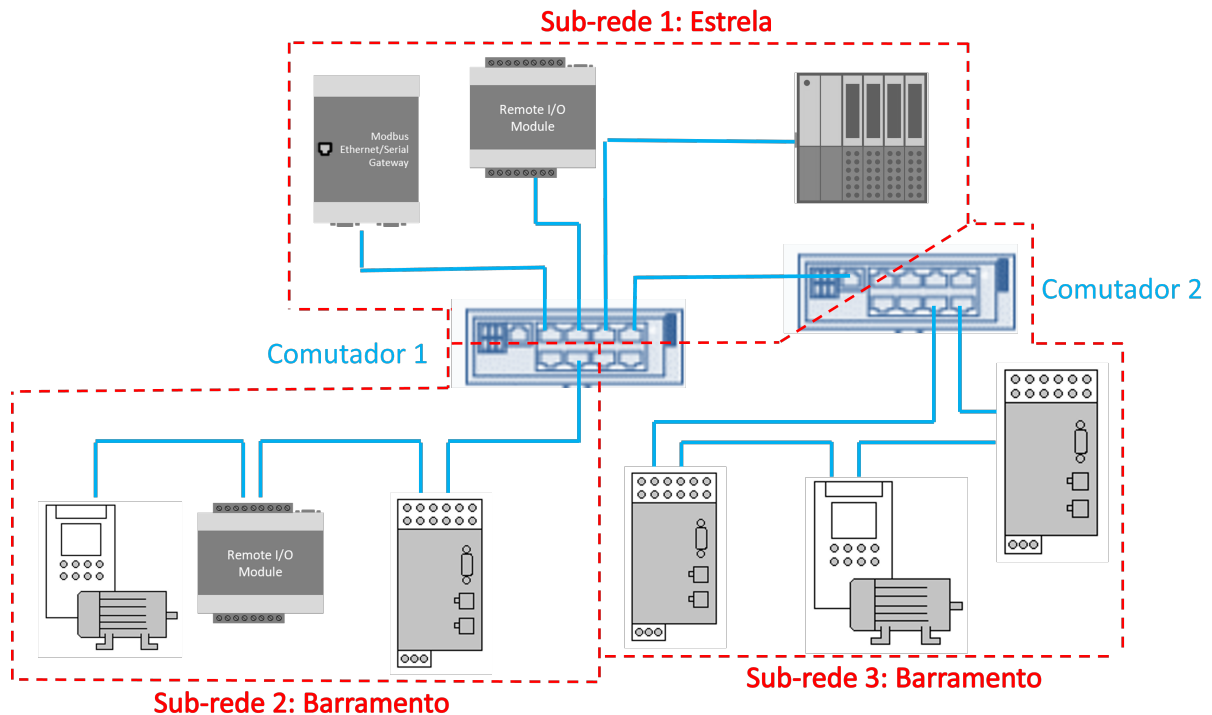 Sub-rede 1: Estrela
Modbus
Ethernet/Serial
Gateway
Remote I/O
Module
Comutador 1
Comutador 2
Remote I/O
Module
Sub-rede 2: Barramento
Sub-rede 3: Barramento